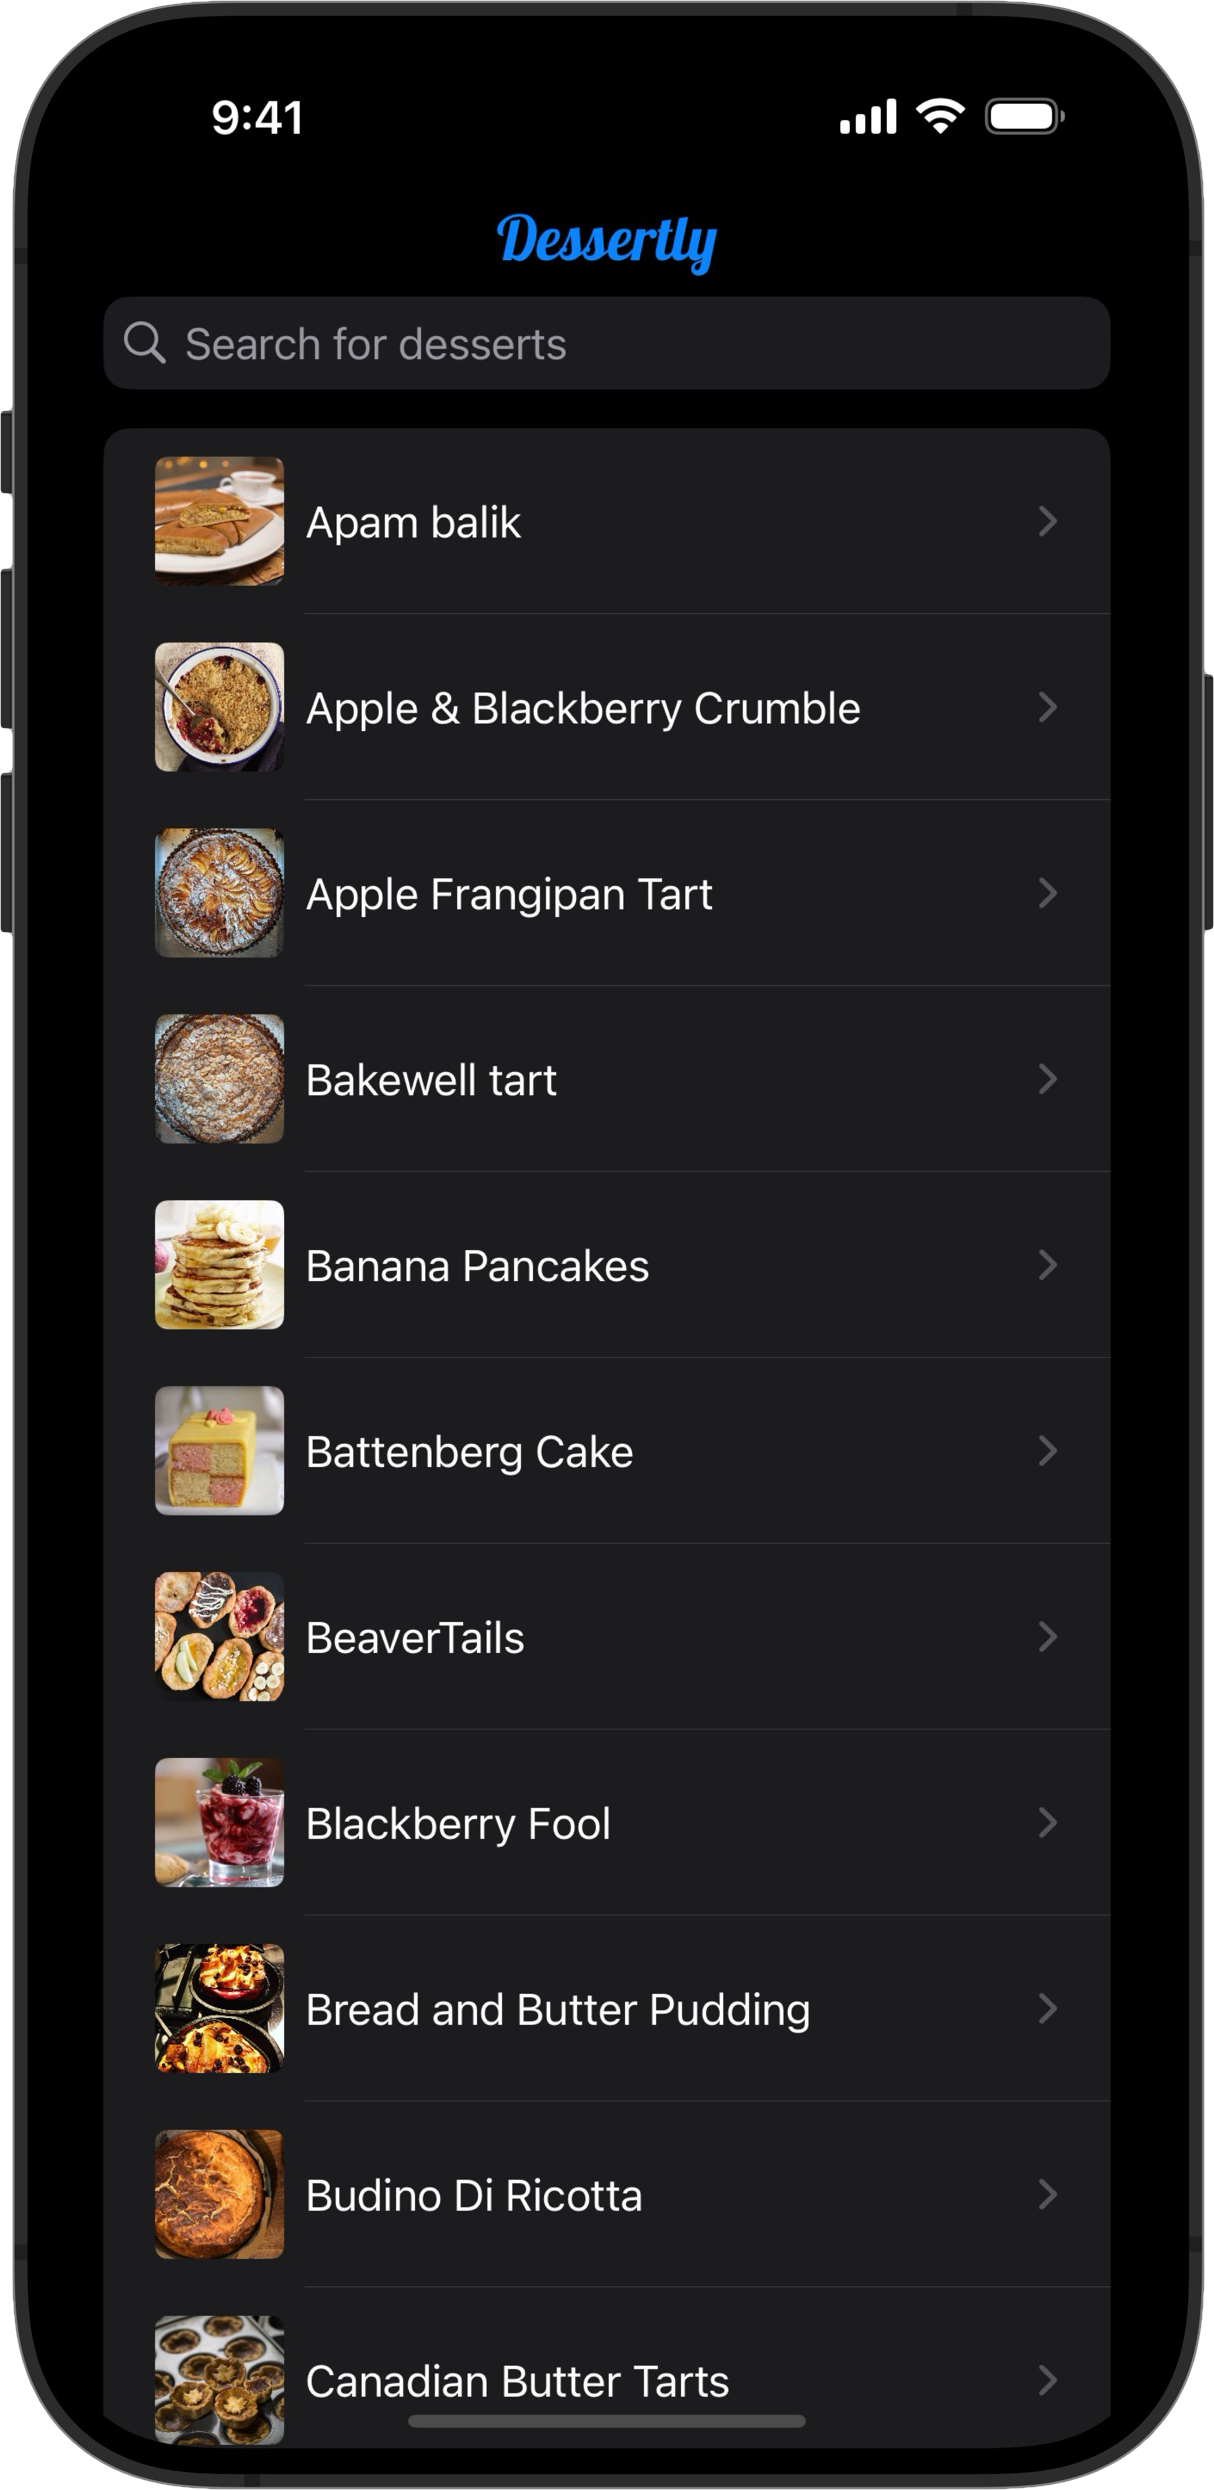 9:41
Dessertly
Search for desserts
Apam balik
Apple & Blackberry Crumble
Apple Frangipan Tart
Bakewell tart
Banana Pancakes
Battenberg Cake
BeaverTails
Blackberry Fool
Bread and Butter Pudding
Budino Di Ricotta
Canadian Butter Tarts